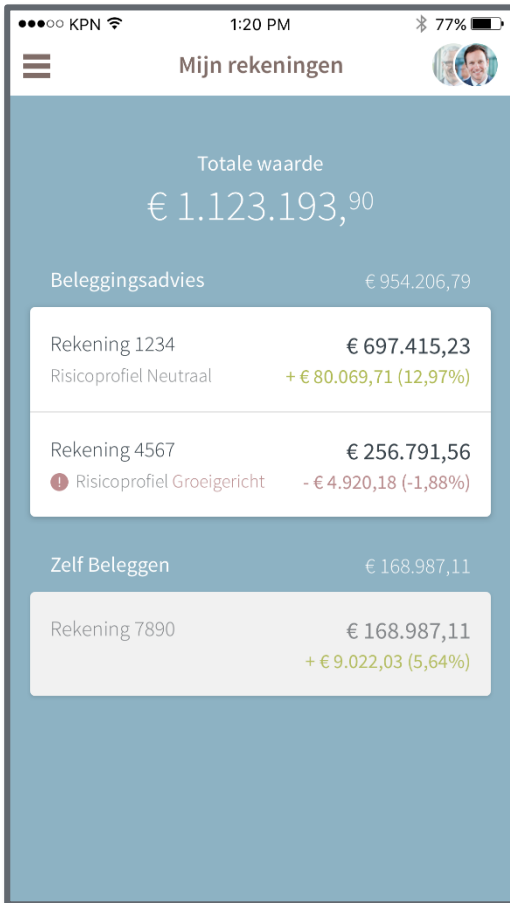 KPN 1:20 PM 77%
Mijn rekeningen
Totale waarde
€ 1.123.193,90
Beleggingsadvies € 954.206,79
Rekening 1234 € 697.415,23
Risicoprofiel Neutraal + € 80.069,71 (12,97%)
Rekening 4567 € 256.791,56
! Risicoprofiel Groeigericht - € 4.920,18 (-1,88%)
Zelf Beleggen € 168.987,11
Rekening 7890 € 168.987,11
+ € 9.022,03 (5,64%)